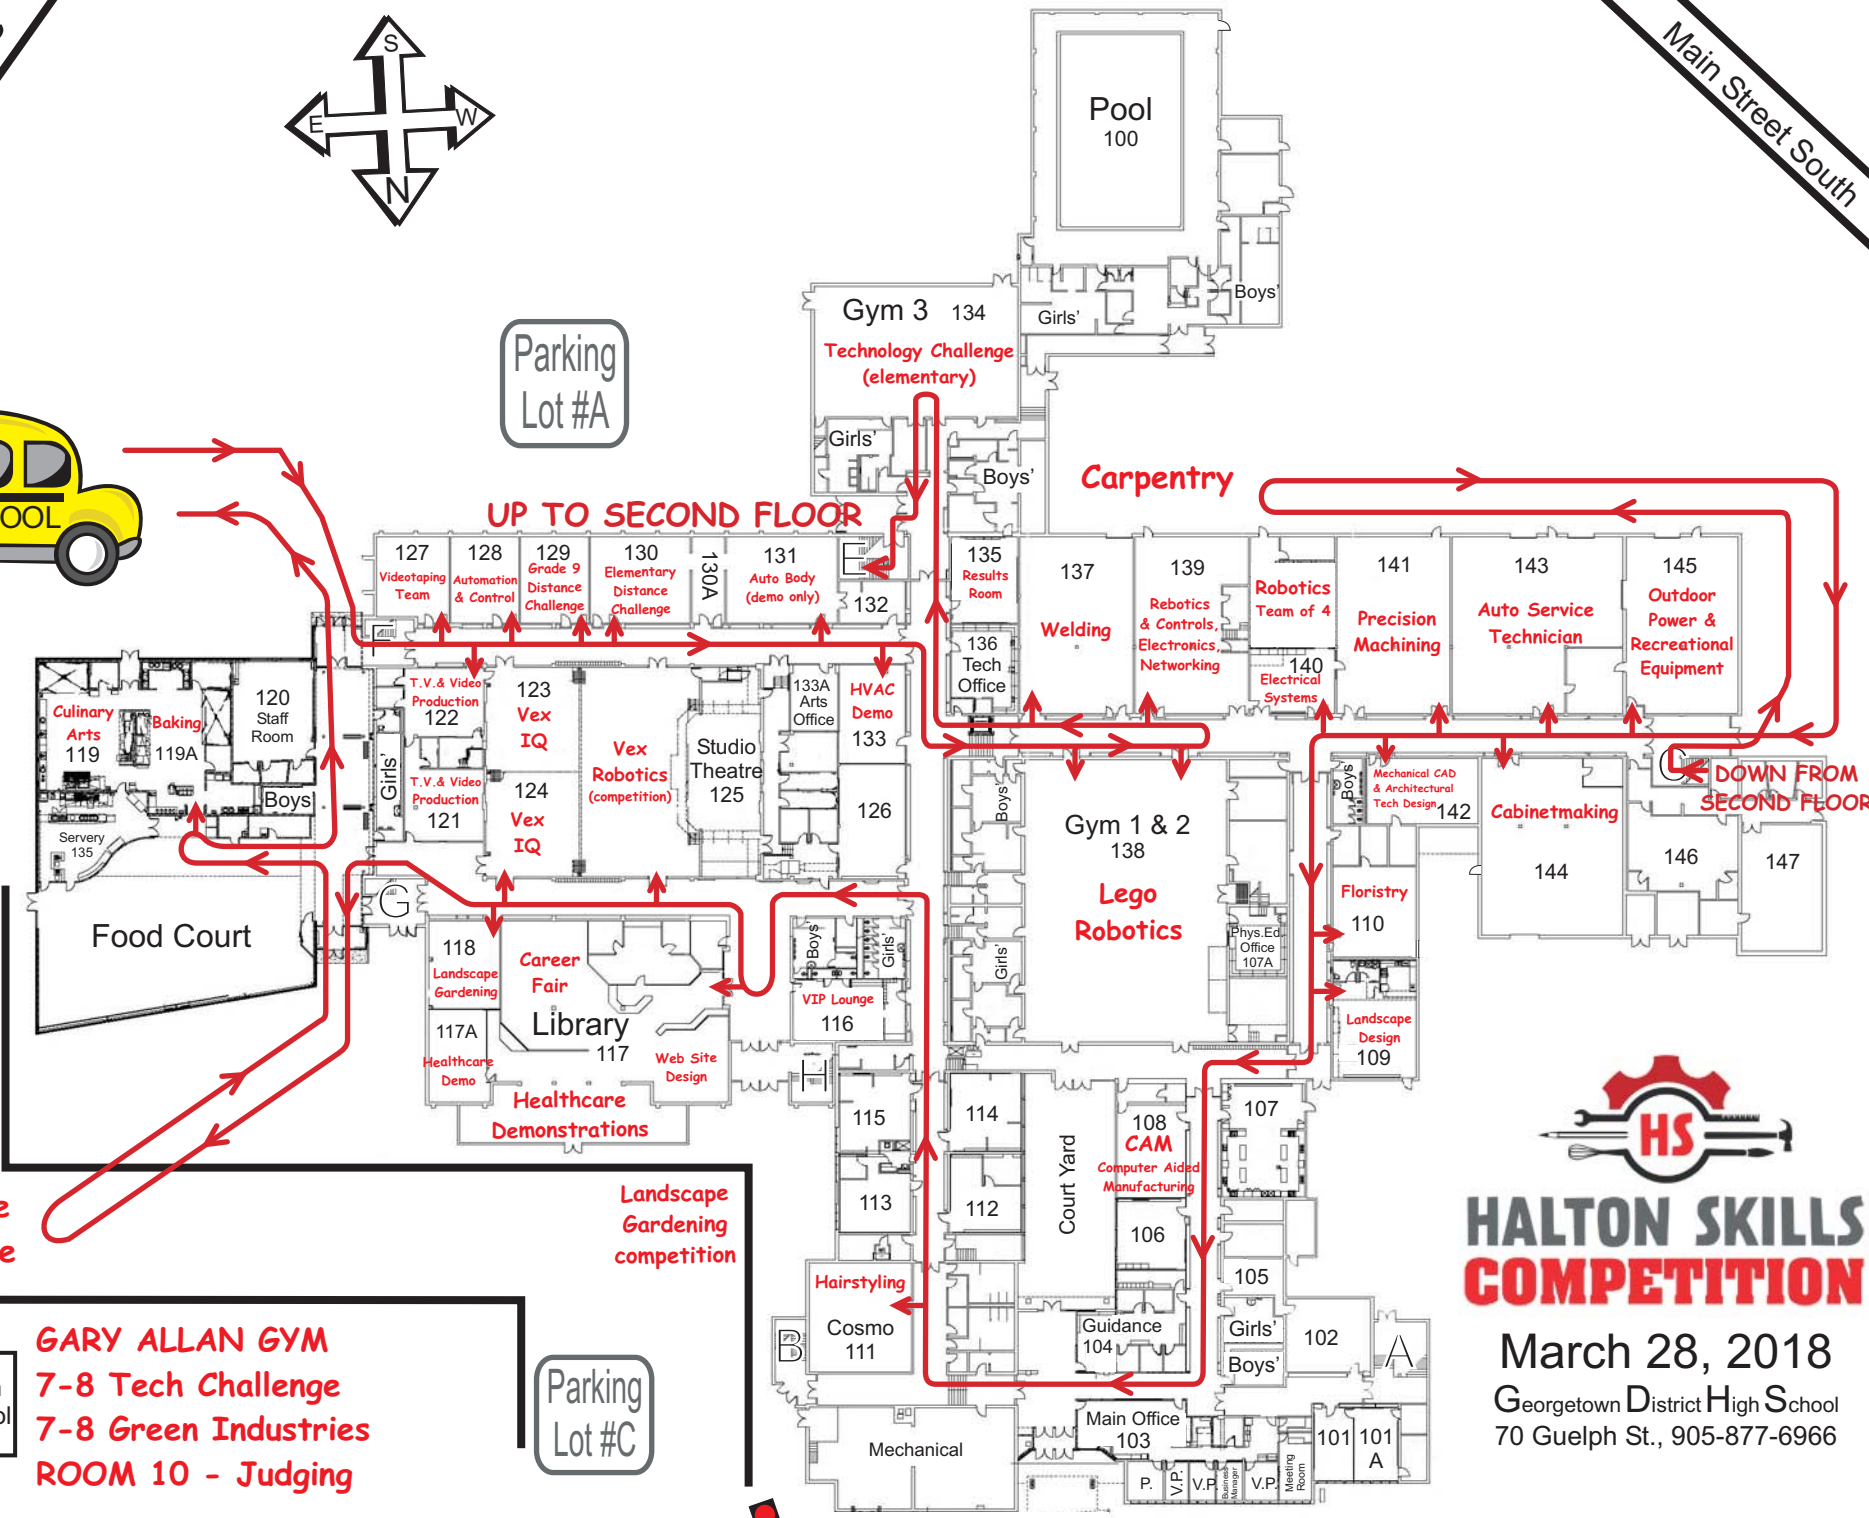 S
E
W
N
Main Street South
Pool
100
Boys'
Girls'
Gym 3 134
Technology Challenge
(elementary)
Parking
Lot #A
Girls'
Boys'
Carpentry
OOL
UP TO SECOND FLOOR
127
Videotaping
Team
128
Automation
& Control
129
Grade 9
Distance
Challenge
130
Elementary
Distance
Challenge
130A
131
Auto Body
(demo only)
E
132
F
135
Results
Room
136
Tech
Office
137
Welding
139
Robotics
& Controls,
Electronics,
Networking
Robotics
Team of 4
140
Electrical
Systems
141
Precision
Machining
143
Auto Service
Technician
145
Outdoor
Power &
Recreational
Equipment
Culinary
Arts
119
Baking
119A
120
Staff
Room
Boys'
Servery
135
Food Court
Girls'
T.V.& Video
Production
122
T.V.& Video
Production
121
123
Vex
IQ
124
Vex
IQ
Vex
Robotics
(competition)
Studio
Theatre
125
133A
Arts
Office
HVAC
Demo
133
126
Boys'
Gym 1 & 2
138
Lego
Robotics
Phys.Ed.
Office
107A
Girls'
Boys'
Mechanical CAD
& Architectural
Tech Design
142
Cabinetmaking
144
C
DOWN FROM
SECOND FLOOR
146
147
Floristry
110
Landscape
Design
109
G
118
Landscape
Gardening
117A
Healthcare
Demo
Career
Fair
Library
117
Web Site
Design
Healthcare
Demonstrations
Boys'
Girls'
VIP Lounge
116
H
115
114
113
112
Court Yard
108
CAM
Computer Aided
Manufacturing
107
106
105
Guidance
104
Girls'
Boys'
102
A
Hairstyling
Cosmo
111
B
Mechanical
Main Office
103
P.
V.P.
V.P.
Business
Manager
V.P.
Meeting
Room
101
101
A
Landscape
Gardening
competition
GARY ALLAN GYM
7-8 Tech Challenge
7-8 Green Industries
ROOM 10 - Judging
Parking
Lot #C
HS
HALTON SKILLS
COMPETITION
March 28, 2018
Georgetown District High School
70 Guelph St., 905-877-6966